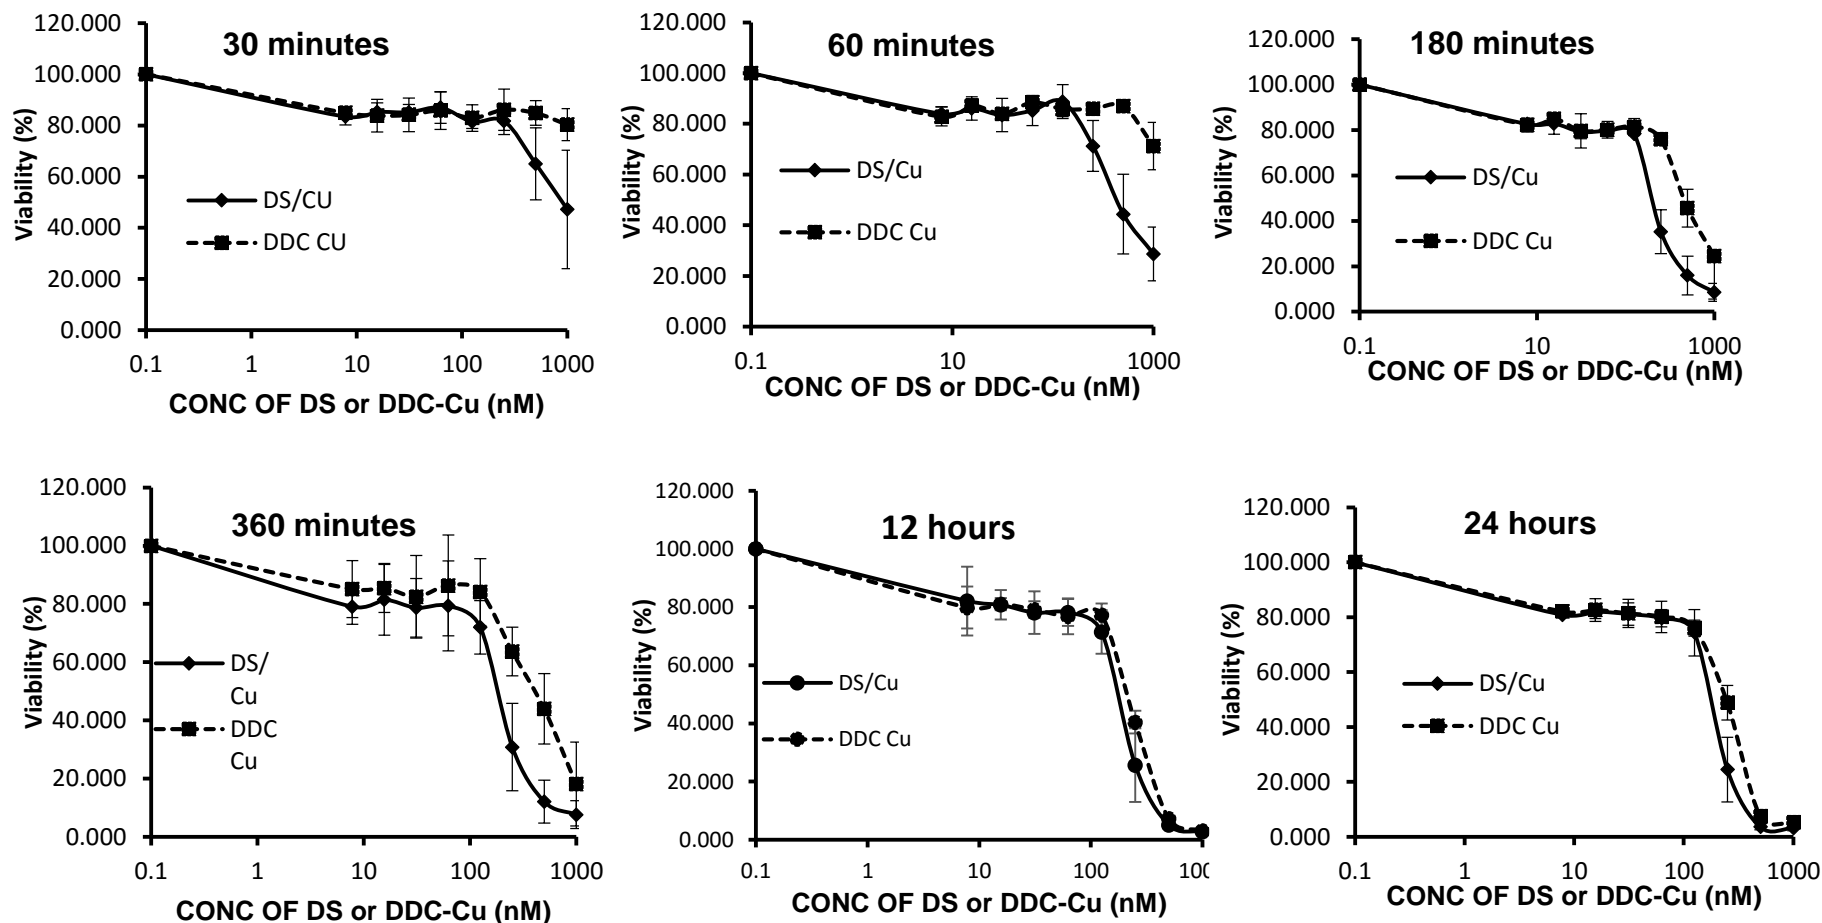 30 minutes
120.000
100.000
80.000
60.000
40.000
20.000
0.000
Viability (%)
DS/CU
DDC CU
0.1 1 10 100 1000
CONC OF DS or DDC-Cu (nM)
60 minutes
120.000
100.000
80.000
60.000
40.000
20.000
0.000
Viability (%)
DS/Cu
DDC Cu
0.1 10 1000
CONC OF DS or DDC-Cu (nM)
180 minutes
120.000
100.000
80.000
60.000
40.000
20.000
0.000
Viability (%)
DS/Cu
DDC Cu
0.1 10 1000
CONC OF DS or DDC-Cu (nM)
360 minutes
120.000
100.000
80.000
60.000
40.000
20.000
0.000
Viability (%)
DS/
Cu
DDC
Cu
0.1 1 10 100 1000
CONC OF DS or DDC-Cu (nM)
12 hours
120.000
100.000
80.000
60.000
40.000
20.000
0.000
Viability (%)
DS/Cu
DDC Cu
0.1 1 10 100
CONC OF DS or DDC-Cu (nM)
24 hours
120.000
100.000
80.000
60.000
40.000
20.000
0.000
Viability (%)
DS/Cu
DDC Cu
0.1 1 10 100 1000
CONC OF DS or DDC-Cu (nM)